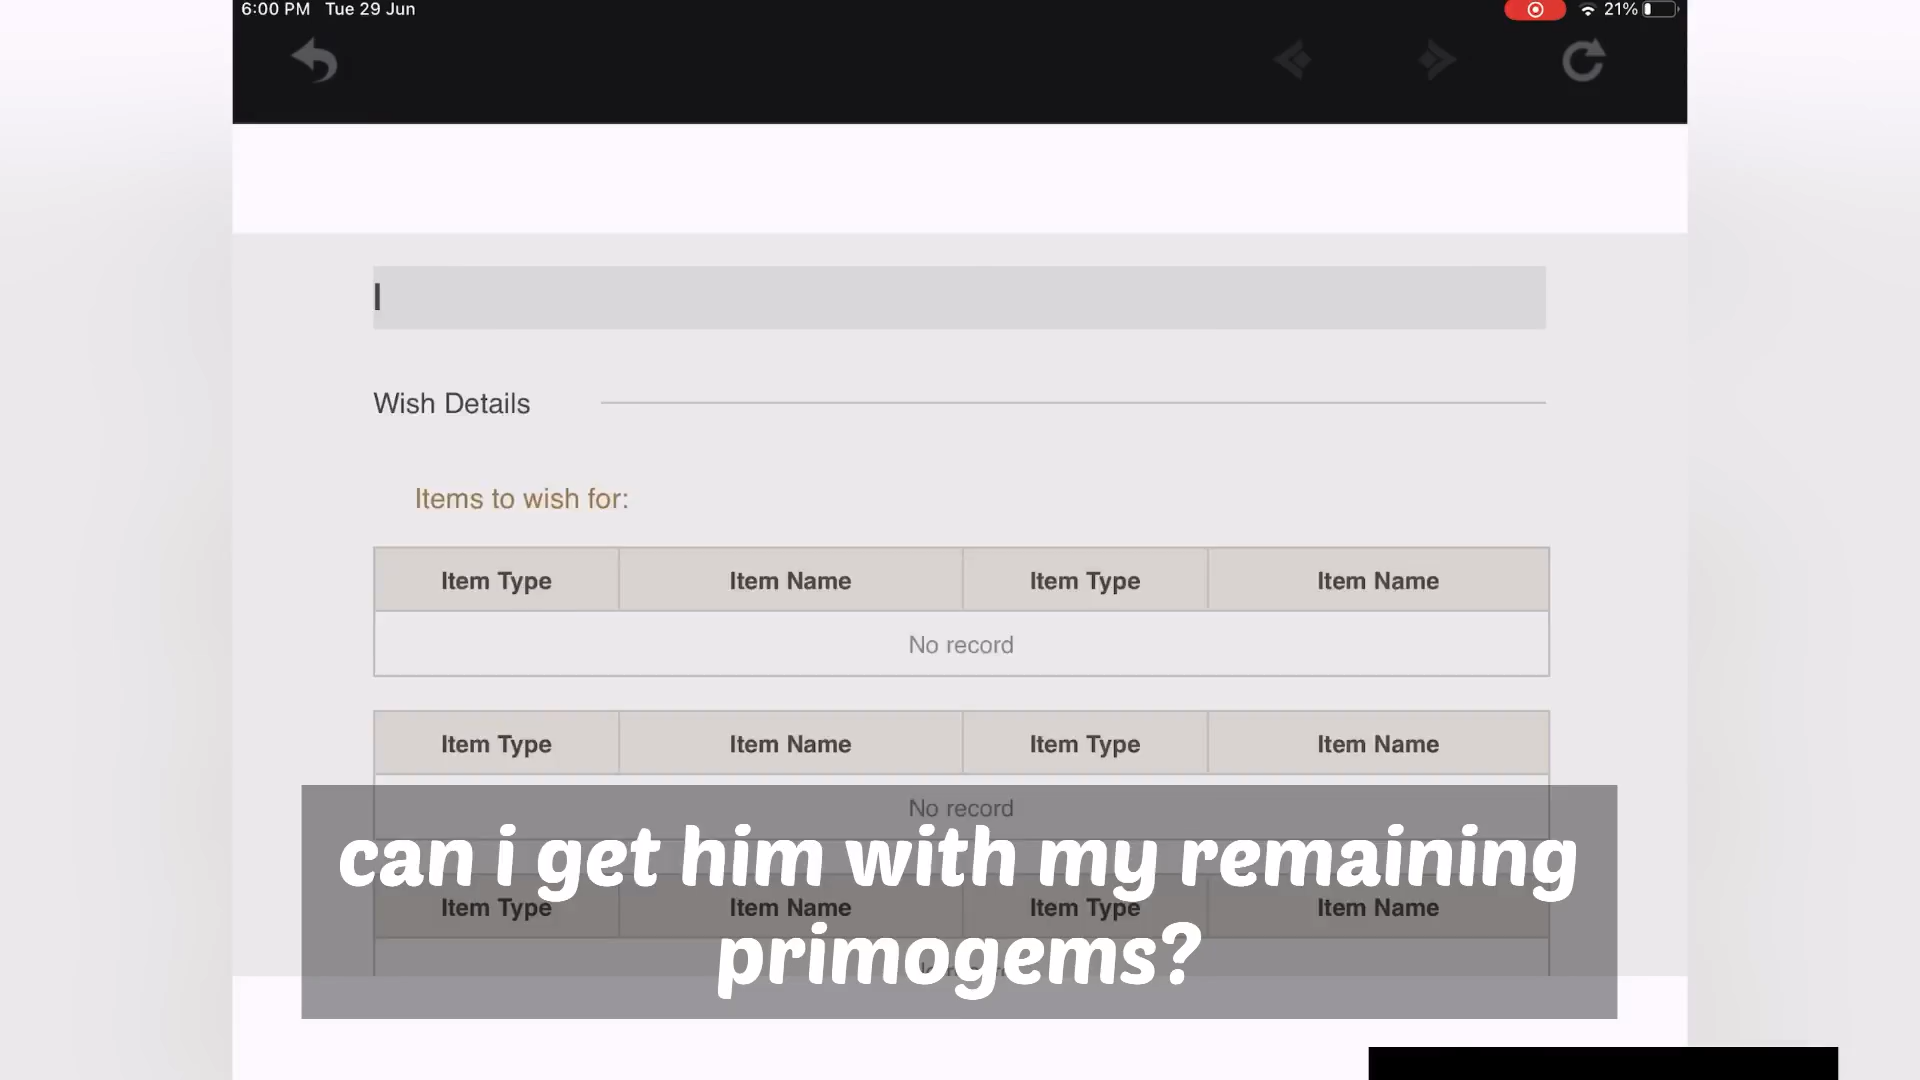 6:00 PM Tue 29 Jun 21%
Wish Details
Items to wish for:
Item Type Item Name Item Type Item Name
No record
Item Type Item Name Item Type Item Name
No record
can i get him with my remaining
Item Type Item Name Item Type Item Name
primogems?